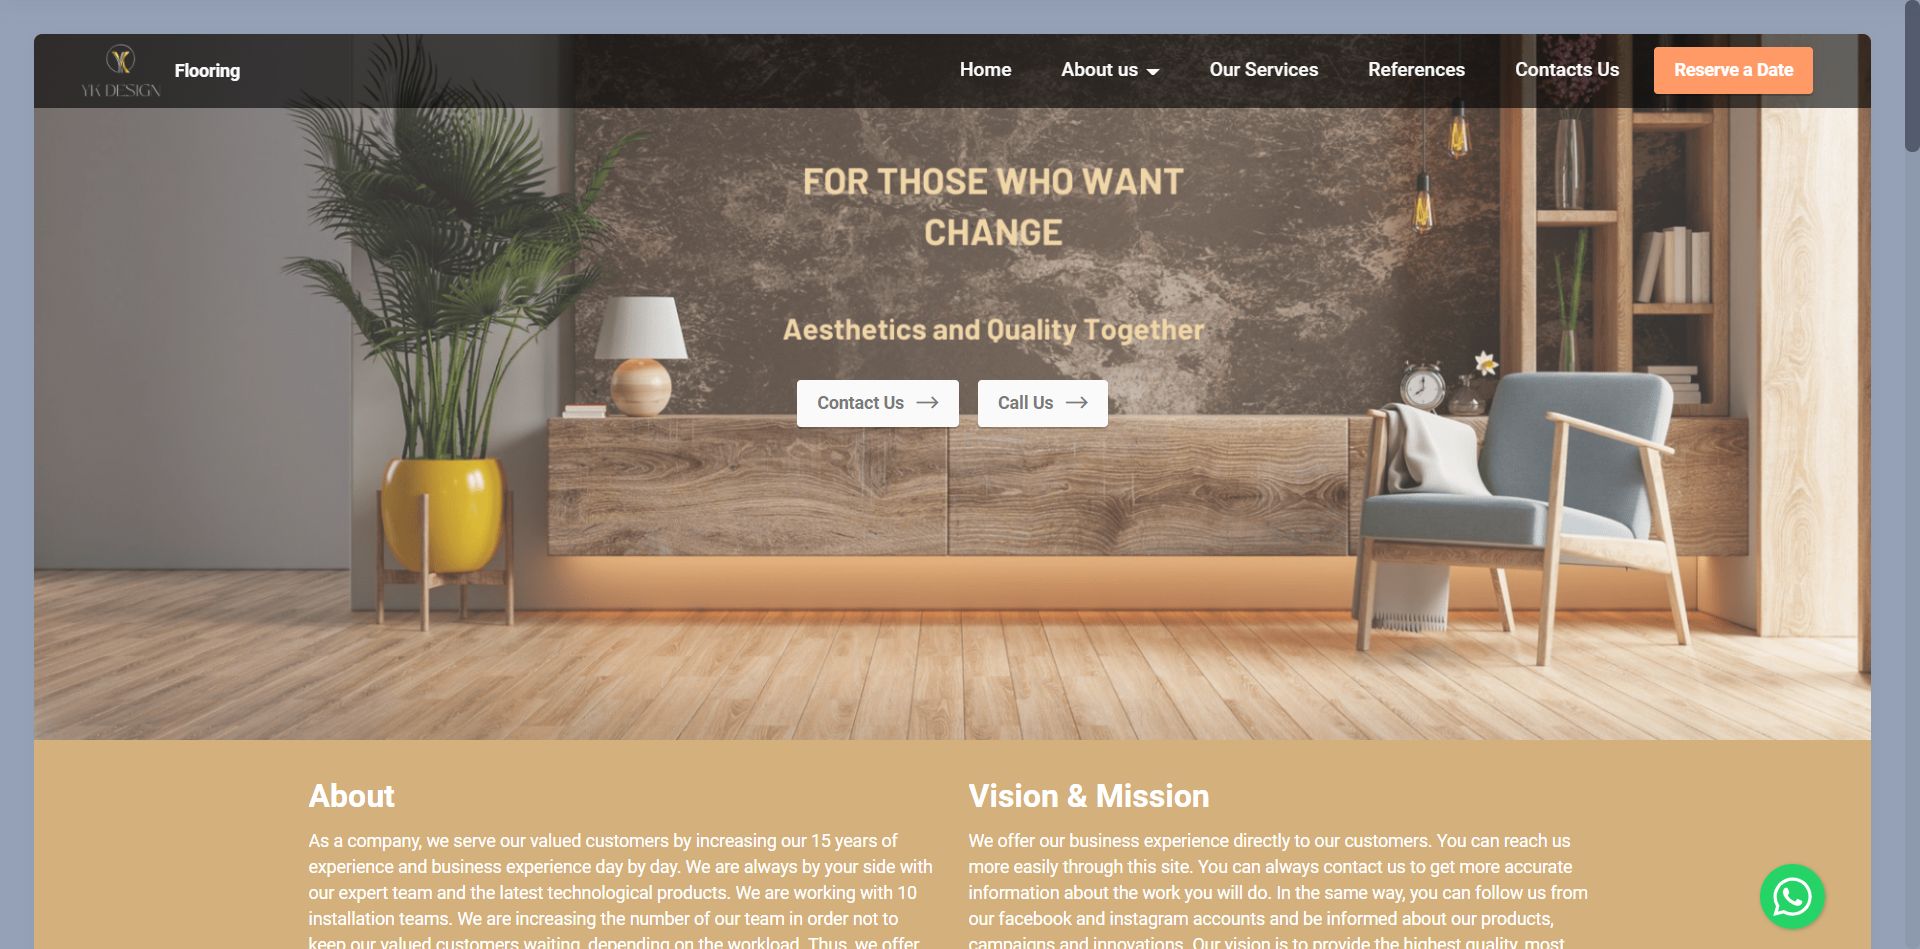 YK DESIGN
Flooring
Home
About us
Our Services
References
Contacts Us
Reserve a Date
FOR THOSE WHO WANT
CHANGE
Aesthetics and Quality Together
Contact Us
Call Us
About
As a company, we serve our valued customers by increasing our 15 years of
experience and business experience day by day. We are always by your side with
our expert team and the latest technological products. We are working with 10
installation teams. We are increasing the number of our team in order not to
keep our valued customers waiting, depending on the workload. Thus, we offer
Vision & Mission
We offer our business experience directly to our customers. You can reach us
more easily through this site. You can always contact us to get more accurate
information about the work you will do. In the same way, you can follow us from
our facebook and instagram accounts and be informed about our products,
campaigns and innovations. Our vision is to provide the highest quality, most